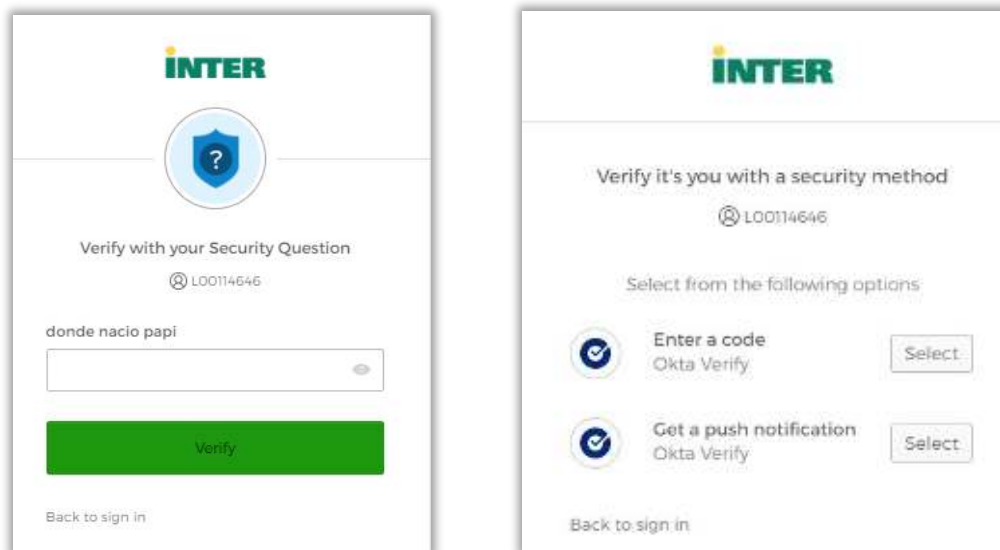 INTER
?
Verify with your Security Question
L00114646
donde nacio papi
Verify
Back to sign in
INTER
Verify it's you with a security method
L00114646
Select from the following options
Enter a code
Okta Verify
Select
Get a push notification
Okta Verify
Select
Back to sign in